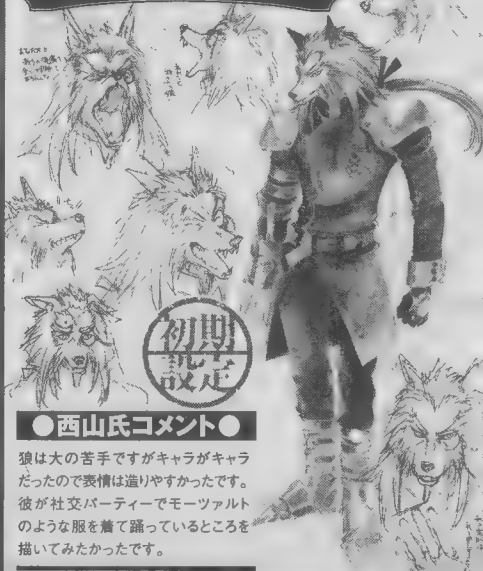 初期
設定
●西山氏コメント●
狼は大の苦手ですがキャラがキャラ
だったので表情は造りやすかったです。
彼が社交パーティーでモーツァルト
のような服を着て踊っているところを
描いてみたかったです。